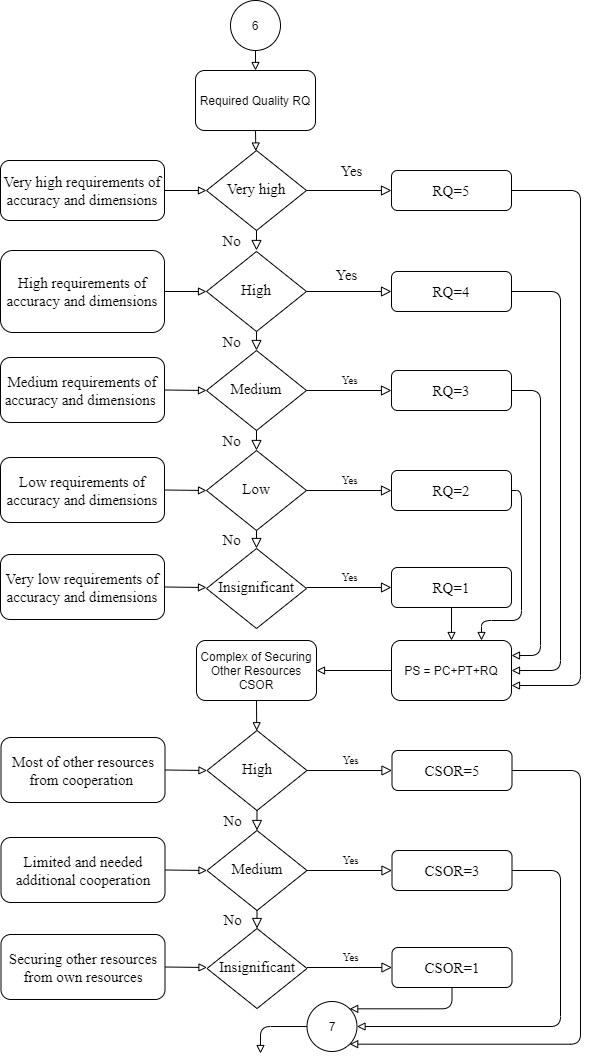 6
Required Quality RQ
Very high requirements of
accuracy and dimensions
Very high
Yes
RQ=5
No
High requirements of
accuracy and dimensions
High
Yes
RQ=4
No
Medium requirements of
accuracy and dimensions
Medium
Yes
RQ=3
No
Low requirements of
accuracy and dimensions
Low
Yes
RQ=2
No
Very low requirements of
accuracy and dimensions
Insignificant
Yes
RQ=1
PS = PC+PT+RQ
Complex of Securing
Other Resources
CSOR
Most of other resources
from cooperation
High
Yes
CSOR=5
No
Limited and needed
additional cooperation
Medium
Yes
CSOR=3
No
Securing other resources
from own resources
Insignificant
Yes
CSOR=1
7